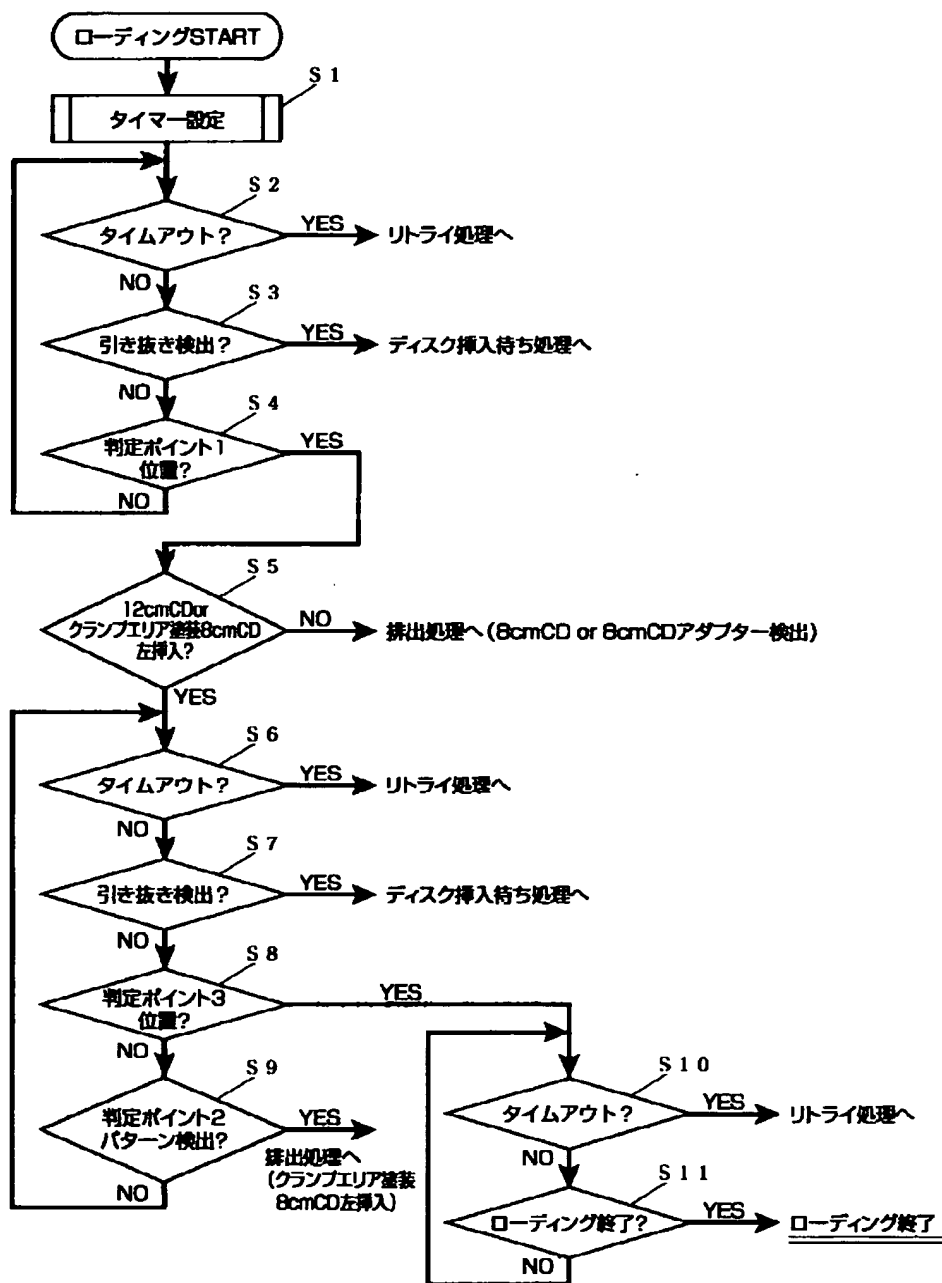 ローディングSTART
S 1
タイマー設定
S 2
タイムアウト?
YES
リトライ処理へ
NO
S 3
引き抜き検出?
YES
ディスク挿入待ち処理へ
NO
S 4
判定ポイント1
位置?
YES
NO
S 5
12cmCDor
クランプエリア塗装8cmCD
左挿入?
NO
排出処理へ(8cmCD or 8cmCDアダプター検出)
YES
S 6
タイムアウト?
YES
リトライ処理へ
NO
S 7
引き抜き検出?
YES
ディスク挿入待ち処理へ
NO
S 8
判定ポイント3
位置?
YES
NO
S 9
判定ポイント2
パターン検出?
YES
排出処理へ
(クランプエリア塗装
8cmCD左挿入)
NO
S 10
タイムアウト?
YES
リトライ処理へ
NO
S 11
ローディング終了?
YES
ローディング終了
NO